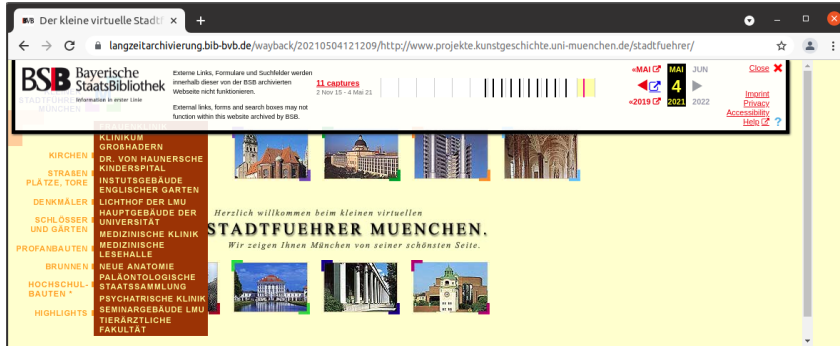 BVB Der kleine virtuelle Stadtf
langzeitarchivierung.bib-bvb.de/wayback/20210504121209/http://www.projekte.kunstgeschichte.uni-muenchen.de/stadtfuehrer/
BSB Bayerische
StaatsBibliothek
Information in erster Linie
Externe Links, Formulare und Suchfelder werden
innerhalb dieser von der BSB archivierten
Webseite nicht funktionieren.
External links, forms and search boxes may not
function within this website archived by BSB.
11 captures
2 Nov 15 - 4 Mai 21
«MAI MAI JUN
4
«2019 2021 2022
Close
Imprint
Privacy
Accessibility
Help ?
STADTFÜHRER
MÜNCHEN
KIRCHEN
STRAßEN
PLÄTZE, TORE
DENKMÄLER
SCHLÖSSER
UND GÄRTEN
PROFANBAUTEN
BRUNNEN
HOCHSCHUL-
BAUTEN *
HIGHLIGHTS
KLINIKUM
GROßHADERN
DR. VON HAUNERSCHE
KINDERSPITAL
INSTUTSGEBÄUDE
ENGLISCHER GARTEN
LICHTHOF DER LMU
HAUPTGEBÄUDE DER
UNIVERSITÄT
MEDIZINISCHE KLINIK
MEDIZINISCHE
LESEHALLE
NEUE ANATOMIE
PALÄONTOLOGISCHE
STAATSSAMMLUNG
PSYCHATRISCHE KLINIK
SEMINARGEBÄUDE LMU
TIERÄRZTLICHE
FAKULTÄT
Herzlich willkommen beim kleinen virtuellen
STADTFUEHRER MUENCHEN.
Wir zeigen Ihnen München von seiner schönsten Seite.